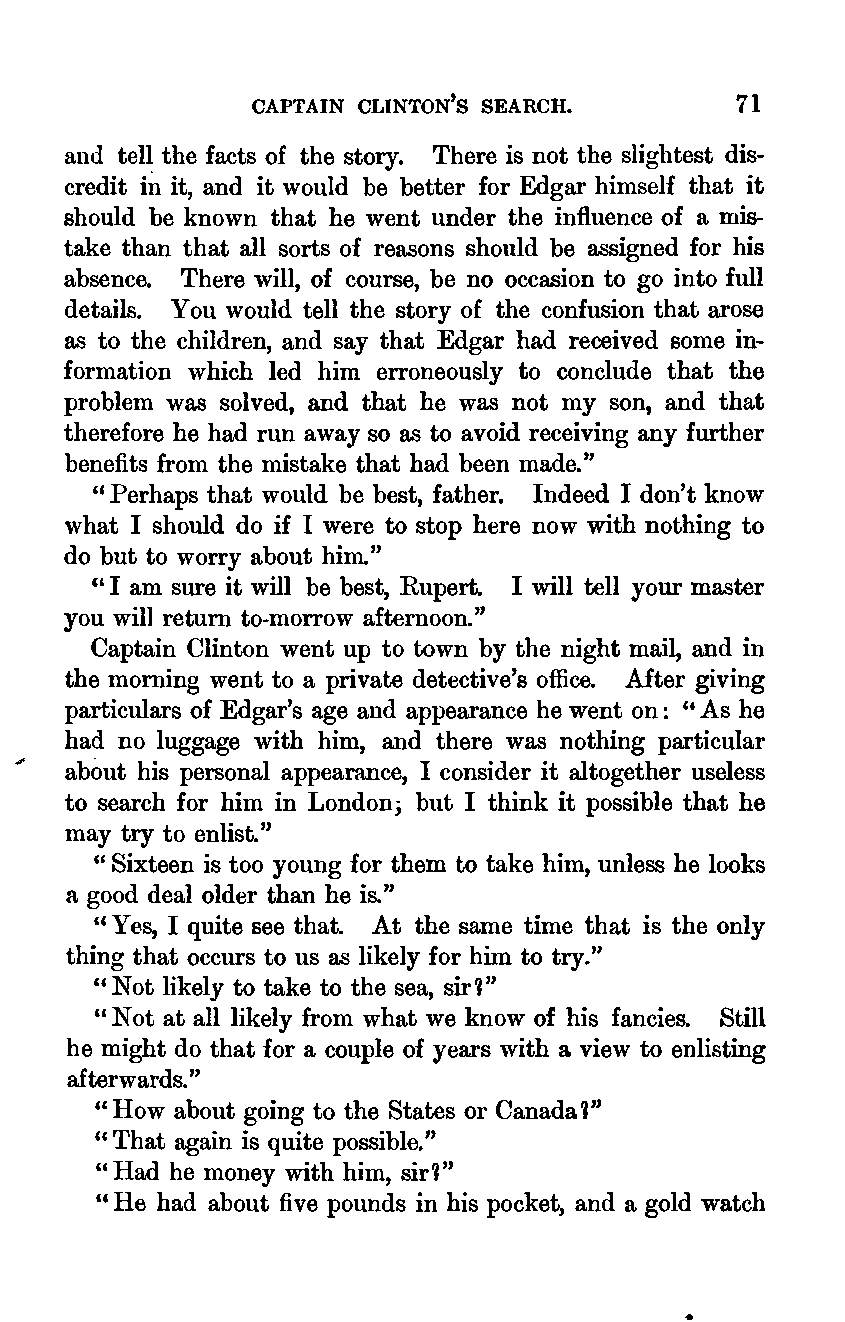 CAPTAIN CLINTON'S SEARCH. 71
and tell the facts of the story. There is not the slightest dis-
credit in it, and it would be better for Edgar himself that it
should be known that he went under the influence of a mis-
take than that all sorts of reasons should be assigned for his
absence. There will, of course, be no occasion to go into full
details. You would tell the story of the confusion that arose
as to the children, and say that Edgar had received some in-
formation which led him erroneously to conclude that the
problem was solved, and that he was not my son, and that
therefore he had run away so as to avoid receiving any further
benefits from the mistake that had been made."
"Perhaps that would be best, father. Indeed I don't know
what I should do if I were to stop here now with nothing to
do but to worry about him."
"I am sure it will be best, Rupert. I will tell your master
you will return to-morrow afternoon."
Captain Clinton went up to town by the night mail, and in
the morning went to a private detective's office. After giving
particulars of Edgar's age and appearance he went on: "As he
had no luggage with him, and there was nothing particular
about his personal appearance, I consider it altogether useless
to search for him in London; but I think it possible that he
may try to enlist."
"Sixteen is too young for them to take him, unless he looks
a good deal older than he is."
"Yes, I quite see that. At the same time that is the only
thing that occurs to us as likely for him to try."
"Not likely to take to the sea, sir?"
"Not at all likely from what we know of his fancies. Still
he might do that for a couple of years with a view to enlisting
afterwards."
"How about going to the States or Canada?"
"That again is quite possible."
"Had he money with him, sir?"
"He had about five pounds in his pocket, and a gold watch